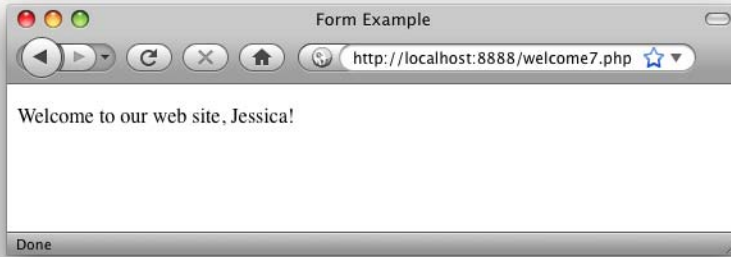 Form Example
http://localhost:8888/welcome7.php
Welcome to our web site, Jessica!
Done